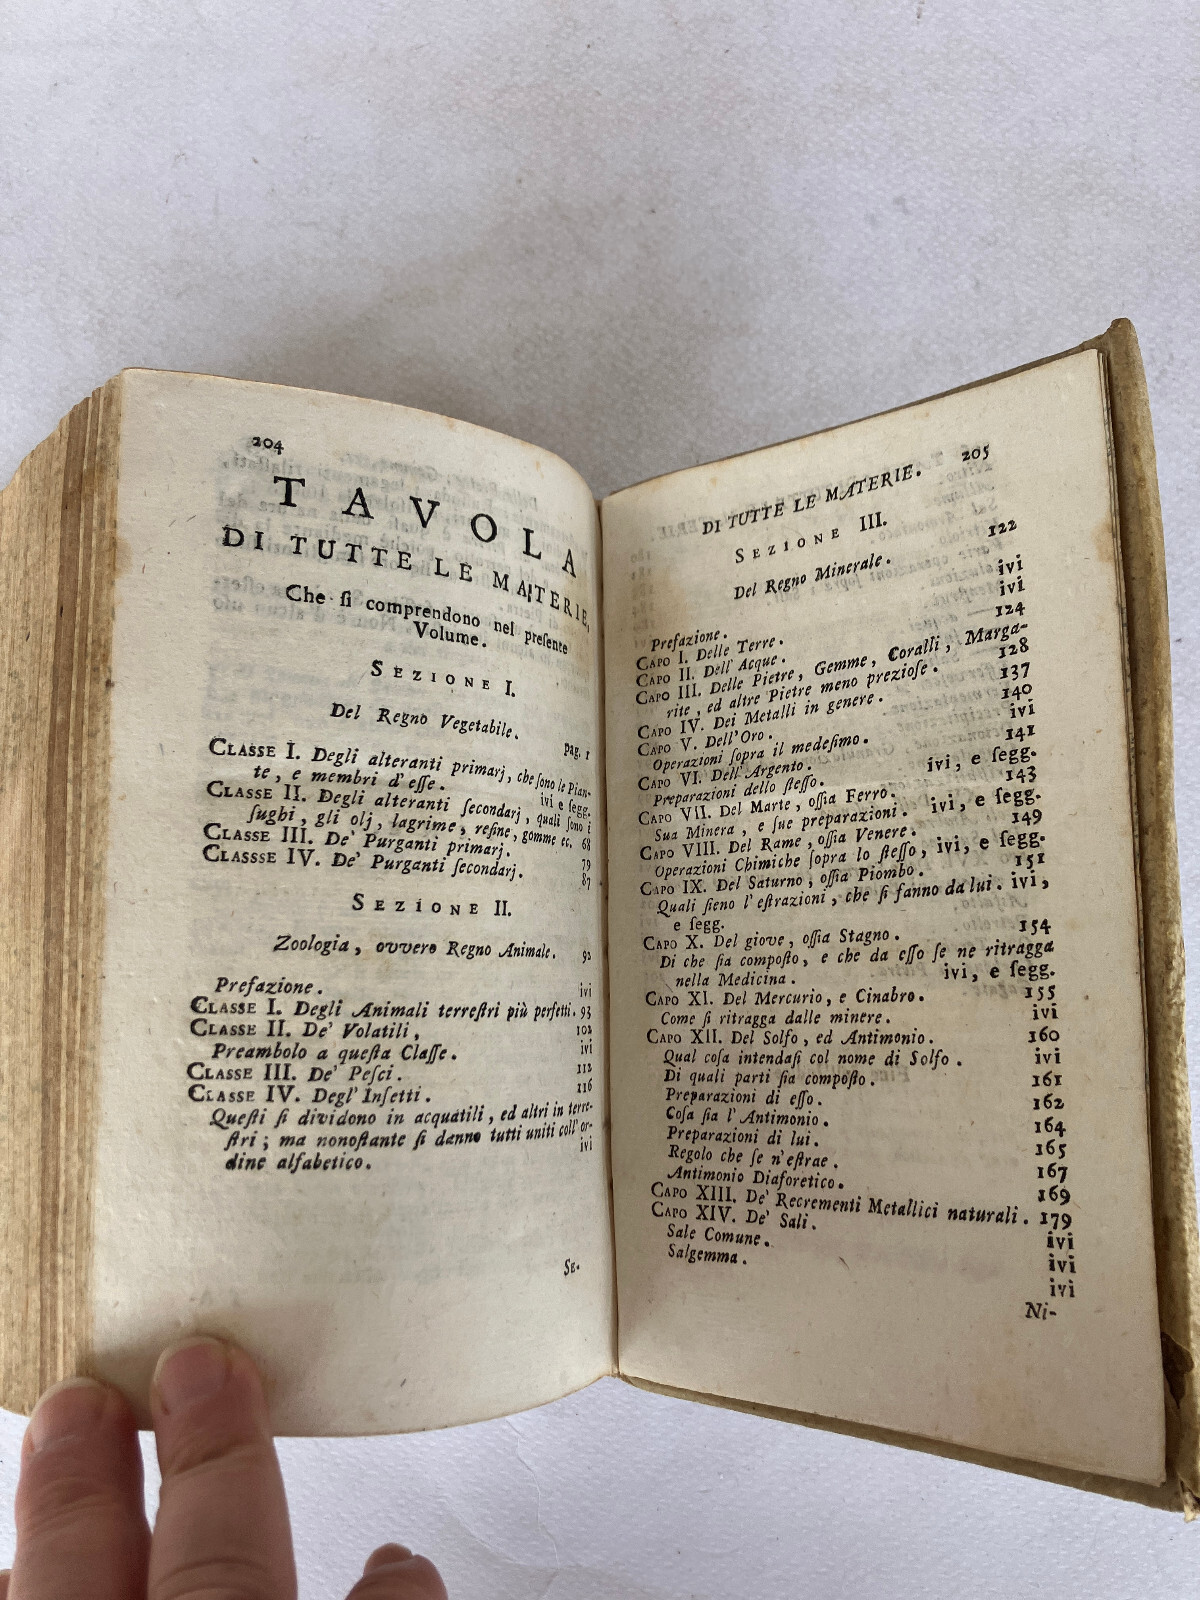 204
TAVOLA
DI TUTTE LE MATERIE,
Che ſi comprendono nel preſente
Volume.
SEZIONE I.
Del Regno Vegetabile.
pag. 1
CLASSE I. Degli alteranti primarj, che ſono le Pian-
te, e membri d'eſſe. ivi e ſegg.
CLASSE II. Degli alteranti ſecondarj, quali ſono i
ſughi, gli olj, lagrime, reſine, gomme ec. 68
CLASSE III. De' Purganti primarj. 79
CLASSSE IV. De' Purganti ſecondarj. 87
SEZIONE II.
Zoologia, ovvero Regno Animale. 92
Prefazione. ivi
CLASSE I. Degli Animali terreſtri più perfetti. 93
CLASSE II. De' Volatili, 102
Preambolo a queſta Claſſe. ivi
CLASSE III. De' Peſci. 112
CLASSE IV. Degl' Inſetti. 116
Queſti ſi dividono in acquatili, ed altri in terre-
ſtri; ma nonoſtante ſi danno tutti uniti coll' or-
dine alfabetico. ivi
Se-
DI TUTTE LE MATERIE. 205
SEZIONE III.
Del Regno Minerale. 122
Prefazione. ivi
CAPO I. Delle Terre. ivi
CAPO II. Dell' Acque. 124
CAPO III. Delle Pietre, Gemme, Coralli, Marga-
rite, ed altre Pietre meno prezioſe. 128
CAPO IV. Dei Metalli in genere. 137
CAPO V. Dell'Oro. 140
Operazioni ſopra il medeſimo. ivi
CAPO VI. Dell'Argento. 141
Preparazioni dello ſteſſo. ivi, e ſegg.
CAPO VII. Del Marte, oſſia Ferro. 143
Sua Minera, e ſue preparazioni. ivi, e ſegg.
CAPO VIII. Del Rame, oſſia Venere. 149
Operazioni Chimiche ſopra lo ſteſſo, ivi, e ſegg.
CAPO IX. Del Saturno, oſſia Piombo. 151
Quali ſieno l'eſtrazioni, che ſi fanno da lui. ivi,
e ſegg.
CAPO X. Del giove, oſſia Stagno. 154
Di che ſia compoſto, e che da eſſo ſe ne ritragga
nella Medicina. ivi, e ſegg.
CAPO XI. Del Mercurio, e Cinabro. 155
Come ſi ritragga dalle minere. ivi
CAPO XII. Del Solfo, ed Antimonio. 160
Qual coſa intendaſi col nome di Solfo. ivi
Di quali parti ſia compoſto. 161
Preparazioni di eſſo. 162
Coſa ſia l'Antimonio. 164
Preparazioni di lui. 165
Regolo che ſe n'eſtrae. 167
Antimonio Diaforetico. 169
CAPO XIII. De' Recrementi Metallici naturali. 179
CAPO XIV. De' Sali. ivi
Sale Comune. ivi
Salgemma. ivi
Ni-